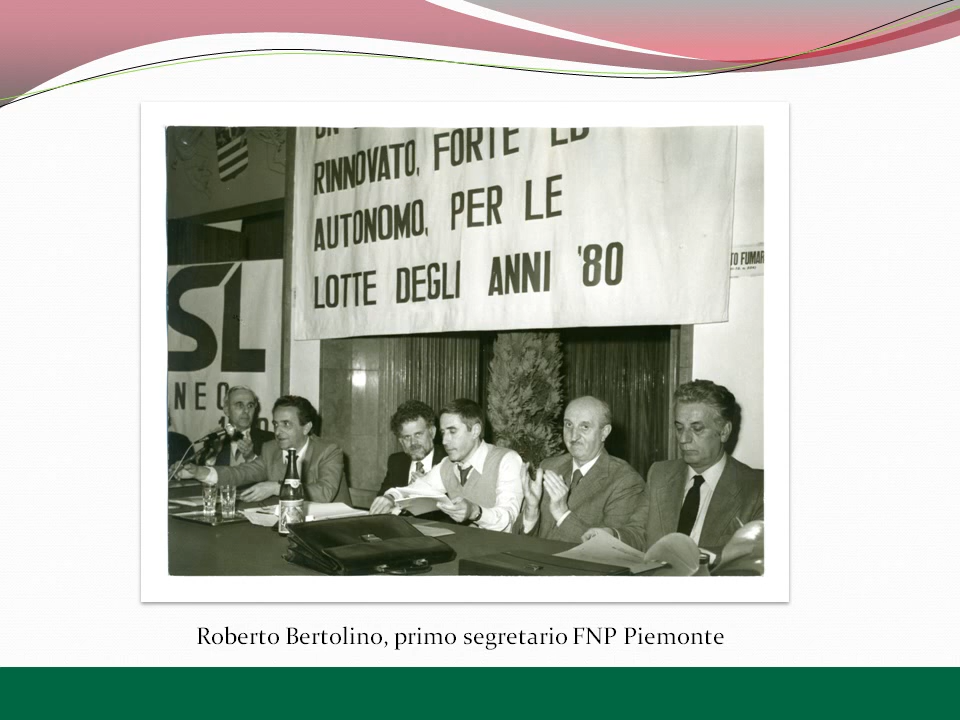 RINNOVATO, FORTE ED
AUTONOMO, PER LE
LOTTE DEGLI ANNI '80
SL
NEO
TO FUMAR
Roberto Bertolino, primo segretario FNP Piemonte